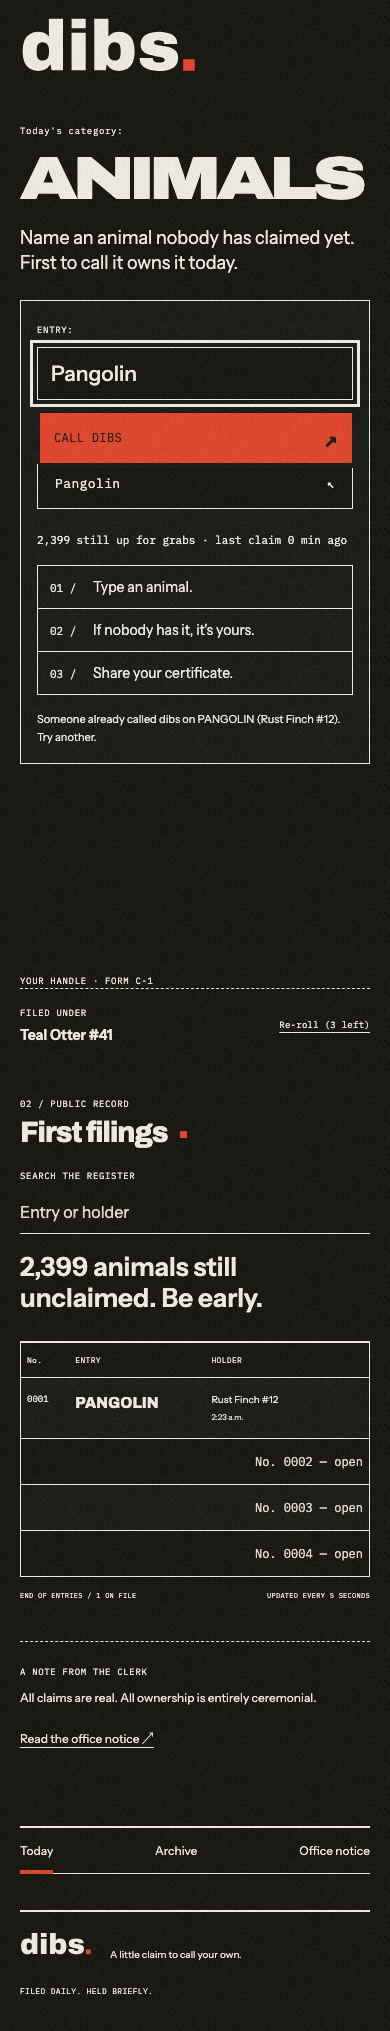 dibs.
Today's category:
ANIMALS
Name an animal nobody has claimed yet.
First to call it owns it today.
ENTRY:
Pangolin
CALL DIBS ↗
Pangolin ↖
2,399 still up for grabs · last claim 0 min ago
01 / Type an animal.
02 / If nobody has it, it's yours.
03 / Share your certificate.
Someone already called dibs on PANGOLIN (Rust Finch #12).
Try another.
YOUR HANDLE · FORM C-1
FILED UNDER
Teal Otter #41
Re-roll (3 left)
02 / PUBLIC RECORD
First filings
SEARCH THE REGISTER
Entry or holder
2,399 animals still
unclaimed. Be early.
No. ENTRY HOLDER
0001 PANGOLIN Rust Finch #12
2:23 a.m.
No. 0002 — open
No. 0003 — open
No. 0004 — open
END OF ENTRIES / 1 ON FILE UPDATED EVERY 5 SECONDS
A NOTE FROM THE CLERK
All claims are real. All ownership is entirely ceremonial.
Read the office notice ↗
Today Archive Office notice
dibs. A little claim to call your own.
FILED DAILY. HELD BRIEFLY.